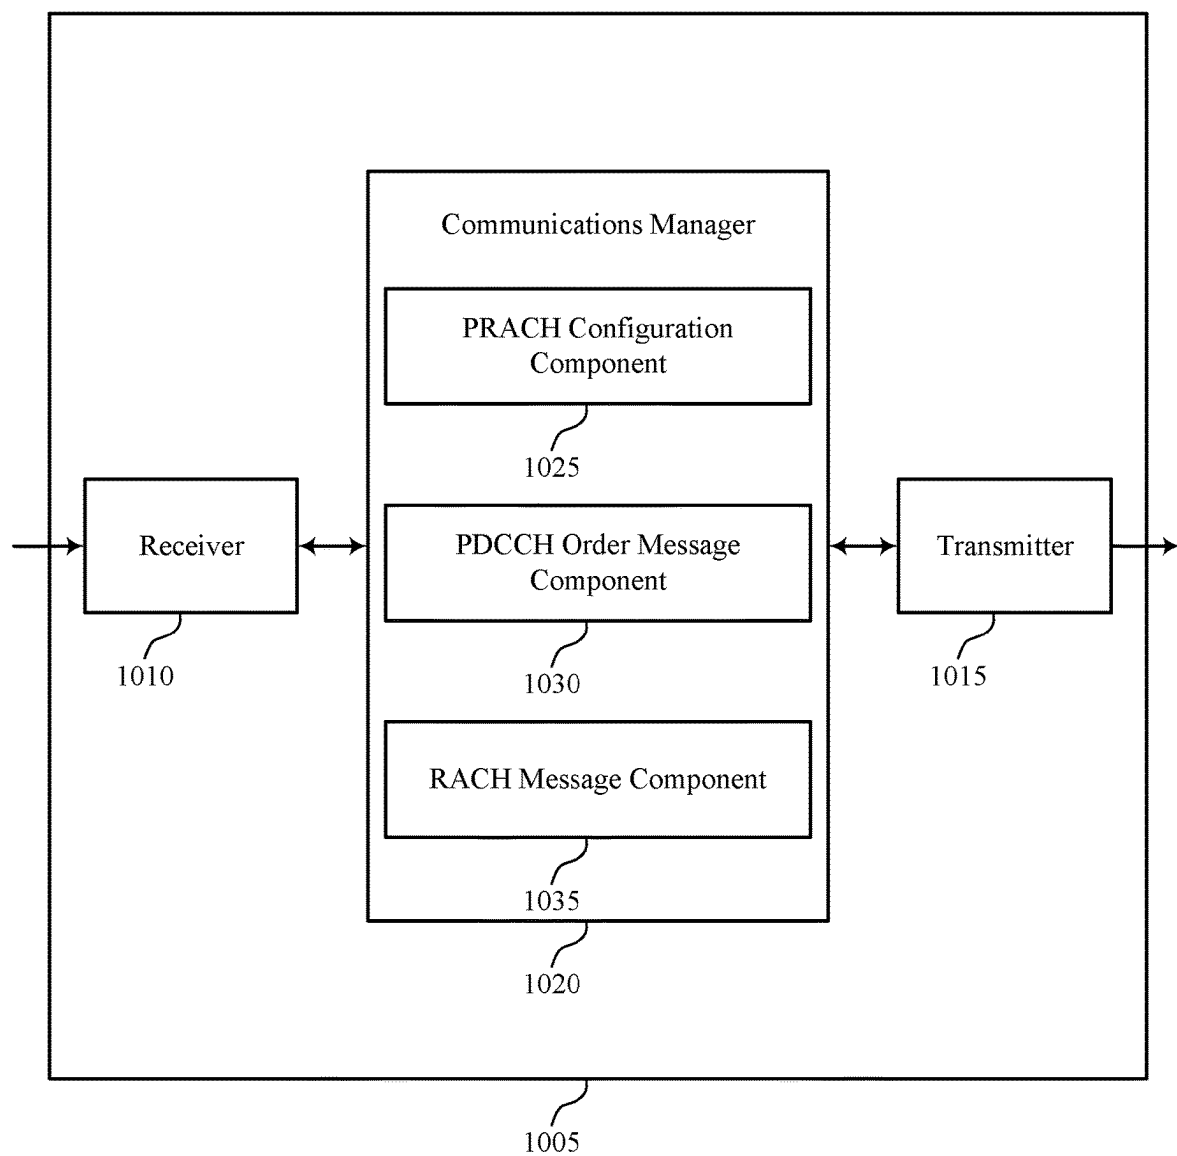 Communications Manager
PRACH Configuration
Component
1025
Receiver
1010
PDCCH Order Message
Component
1030
Transmitter
1015
RACH Message Component
1035
1020
1005